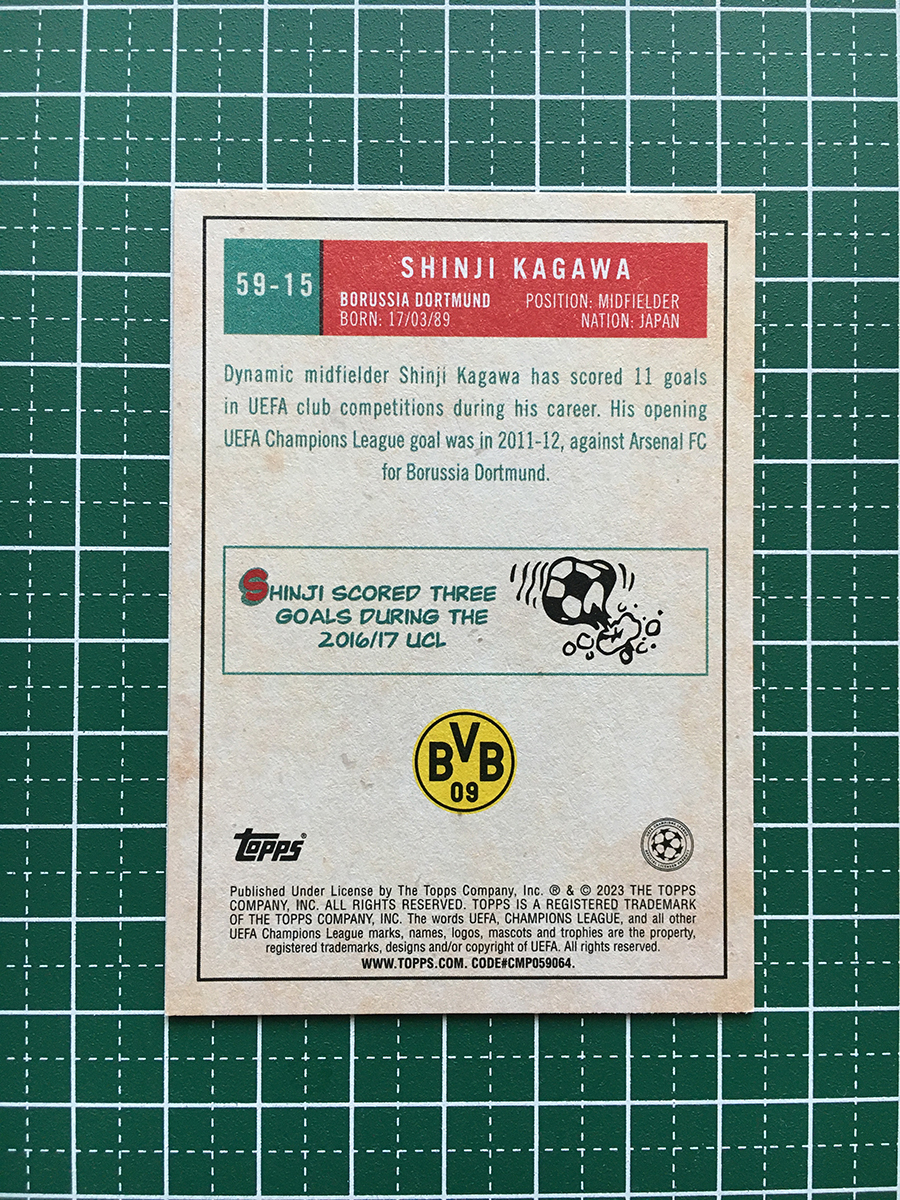 59-15
SHINJI KAGAWA
BORUSSIA DORTMUND POSITION: MIDFIELDER
BORN: 17/03/89 NATION: JAPAN
Dynamic midfielder Shinji Kagawa has scored 11 goals
in UEFA club competitions during his career. His opening
UEFA Champions League goal was in 2011-12, against Arsenal FC
for Borussia Dortmund.
SHINJI SCORED THREE
GOALS DURING THE
2016/17 UCL
BVB
09
Topps®
Published Under License by The Topps Company, Inc. ® & © 2023 THE TOPPS
COMPANY, INC. ALL RIGHTS RESERVED. TOPPS IS A REGISTERED TRADEMARK
OF THE TOPPS COMPANY, INC. The words UEFA, CHAMPIONS LEAGUE, and all other
UEFA Champions League marks, names, logos, mascots and trophies are the property,
registered trademarks, designs and/or copyright of UEFA. All rights reserved.
WWW.TOPPS.COM. CODE#CMP059064.